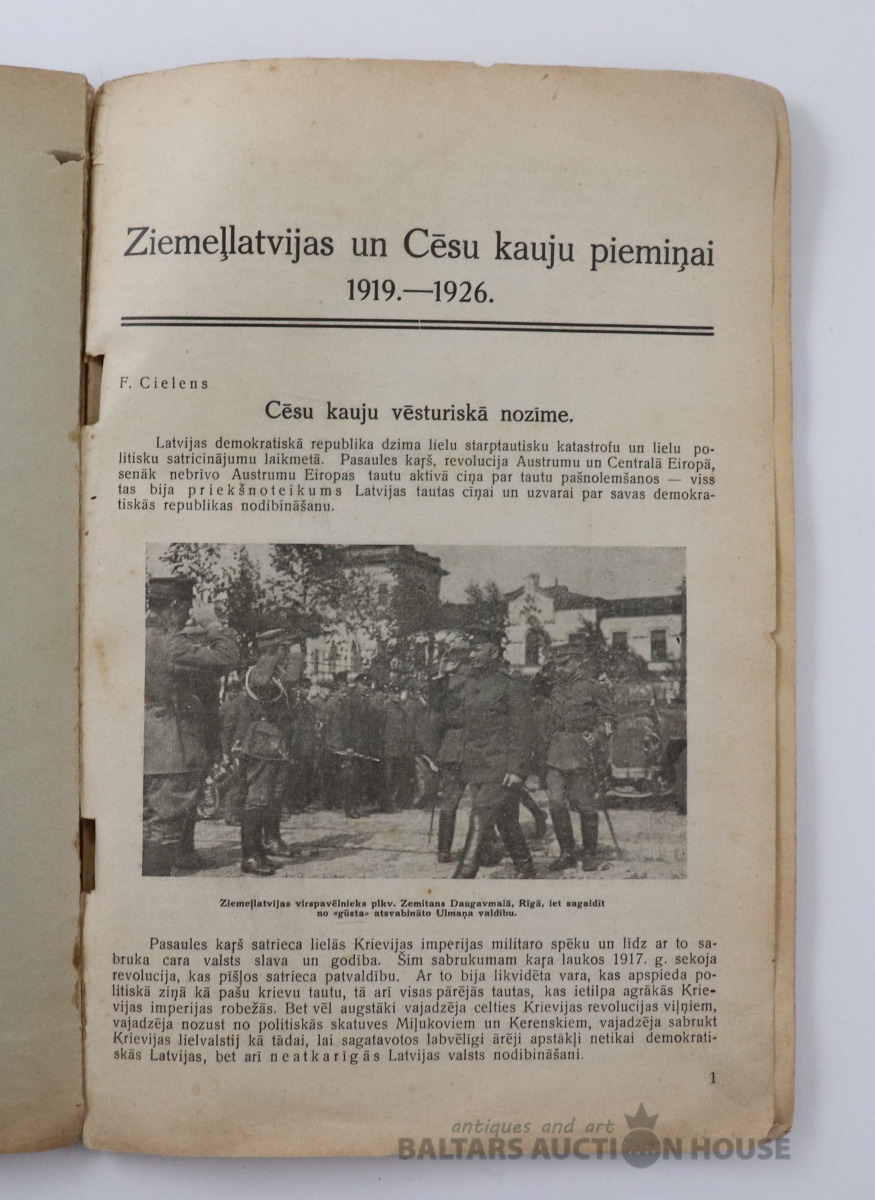 Ziemeļlatvijas un Cēsu kauju piemiņai
1919.—1926.
F. Cielens
Cēsu kauju vēsturiskā nozīme.
Latvijas demokratiskā republika dzima lielu starptautisku katastrofu un lielu po-
litisku satricinājumu laikmetā. Pasaules kaŗš, revolucija Austrumu un Centralā Eiropā,
senāk nebrīvo Austrumu Eiropas tautu aktivā cīņa par tautu pašnolemšanos — viss
tas bija priekšnoteikums Latvijas tautas cīņai un uzvarai par savas demokra-
tiskās republikas nodibināšanu.
Ziemeļlatvijas virspavēlnieks plkv. Zemitans Daugavmalā, Rīgā, iet sagaidīt
no «gūsta» atsvabināto Ulmaņa valdību.
Pasaules kaŗš satrieca lielās Krievijas imperijas militaro spēku un līdz ar to sa-
bruka cara valsts slava un godība. Šim sabrukumam kaŗa laukos 1917. g. sekoja
revolucija, kas pīšļos satrieca patvaldību. Ar to bija likvidēta vara, kas apspieda po-
litiskā ziņā kā pašu krievu tautu, tā arī visas pārējās tautas, kas ietilpa agrākās Krie-
vijas imperijas robežās. Bet vēl augstāki vajadzēja celties Krievijas revolucijas viļņiem,
vajadzēja nozust no politiskās skatuves Miļukoviem un Kerenskiem, vajadzēja sabrukt
Krievijas lielvalstij kā tādai, lai sagatavotos labvēlīgi ārēji apstākļi netikai demokrati-
skās Latvijas, bet arī neatkarīgās Latvijas valsts nodibināšani.
1
antiques and art
BALTARS AUCTION HOUSE